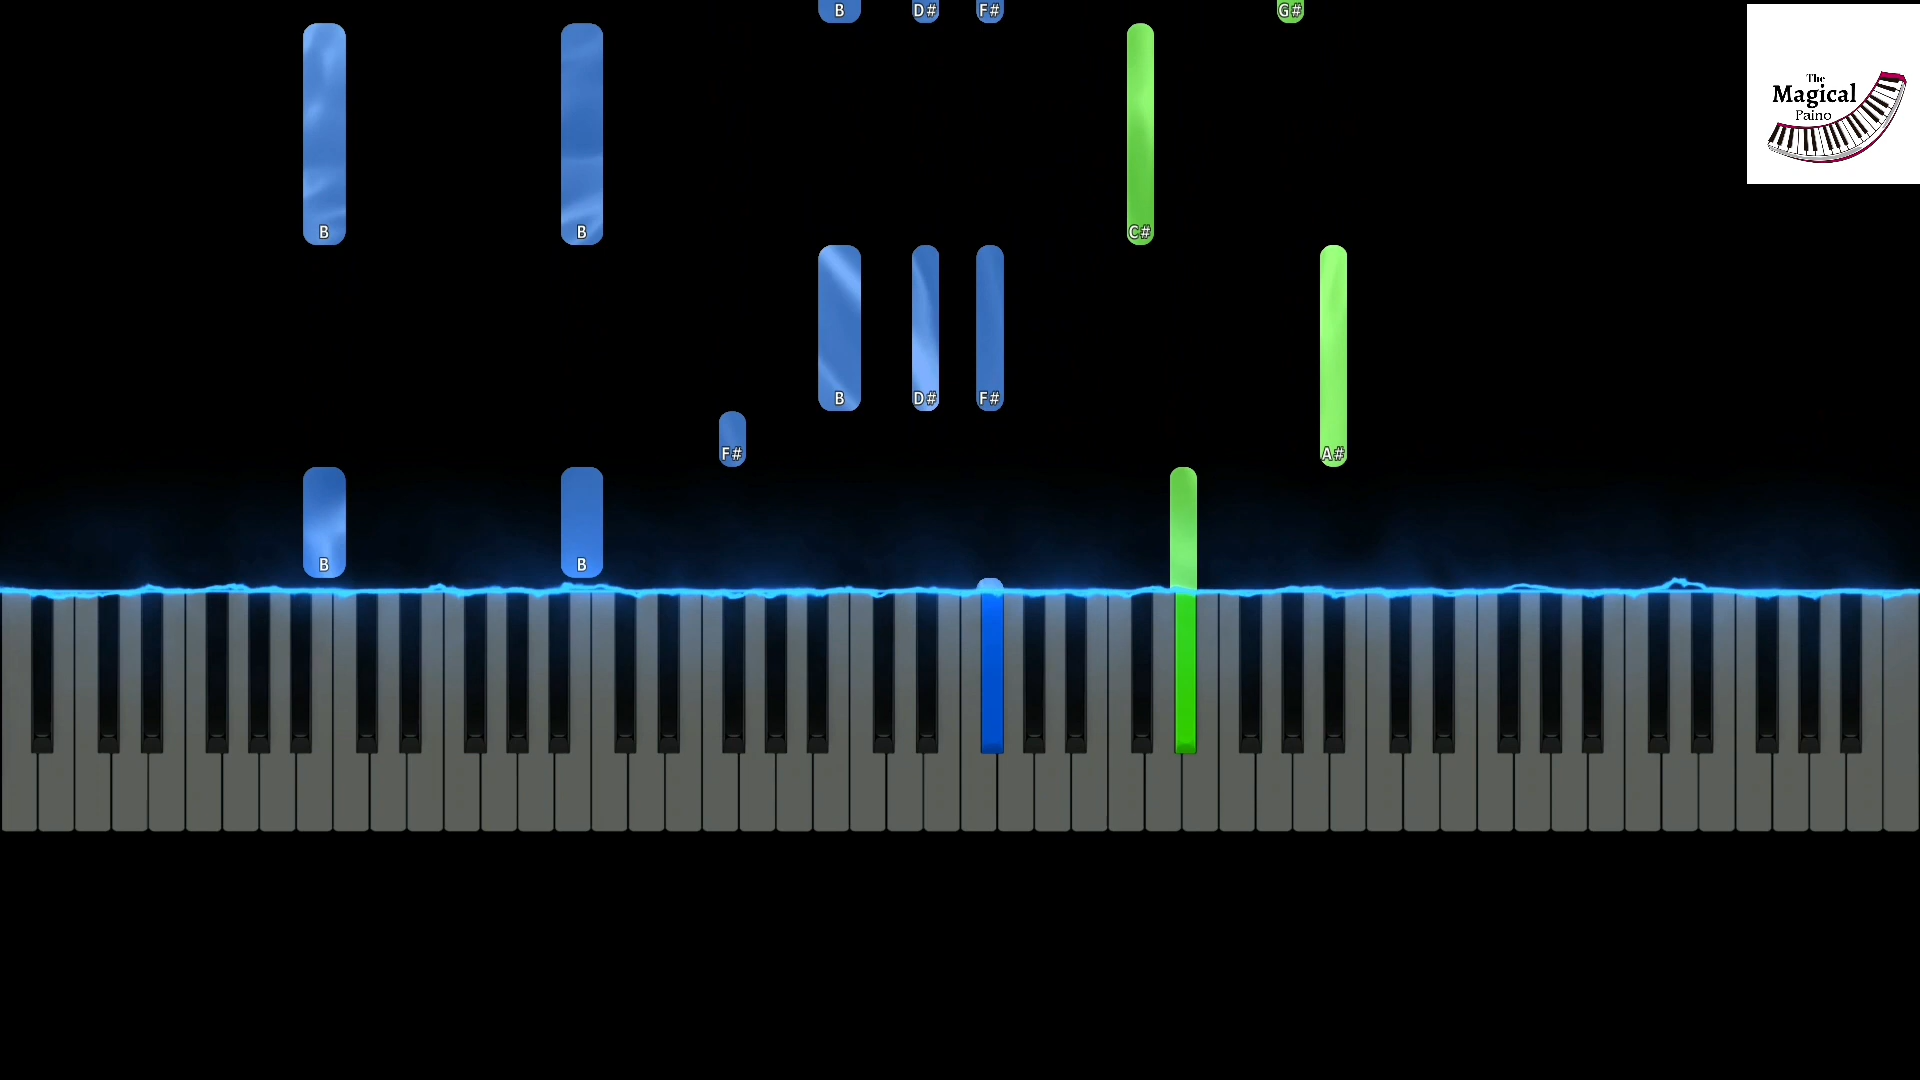 B D# F# G#
The
Magical
Paino
B B C#
B D# F# A#
F#
B B